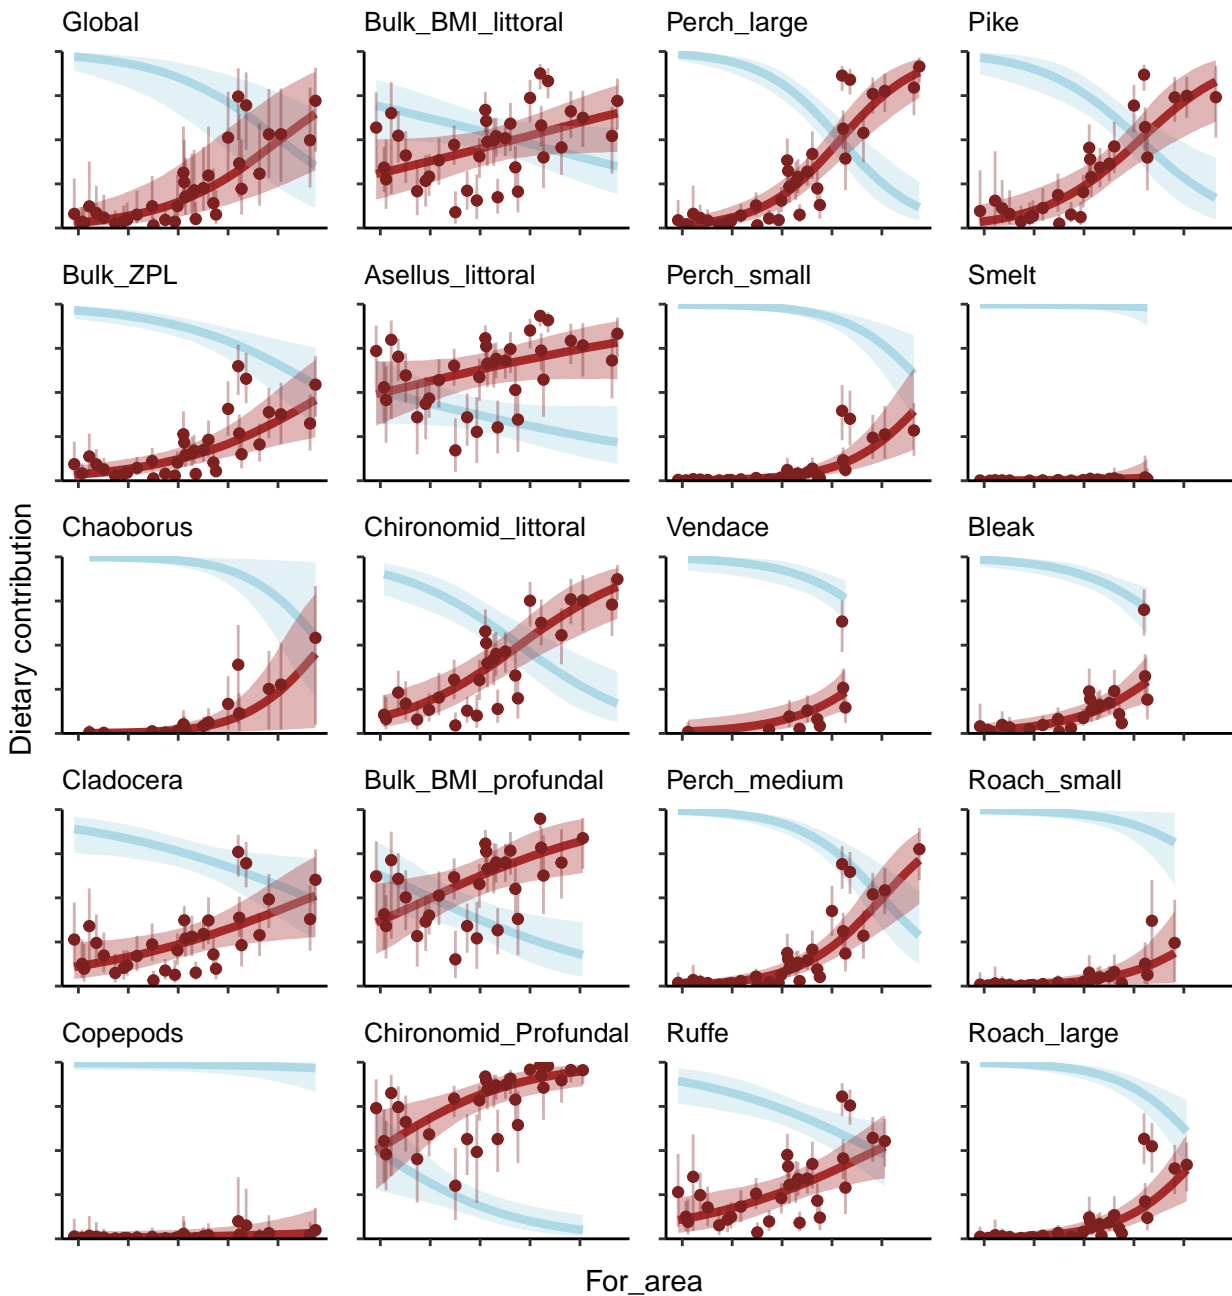 Global
Bulk_BMI_littoral
Perch_large
Pike
Bulk_ZPL
Asellus_littoral
Perch_small
Smelt
Chaoborus
Chironomid_littoral
Vendace
Bleak
Cladocera
Bulk_BMI_profundal
Perch_medium
Roach_small
Copepods
Chironomid_Profundal
Ruffe
Roach_large
Dietary contribution
For_area